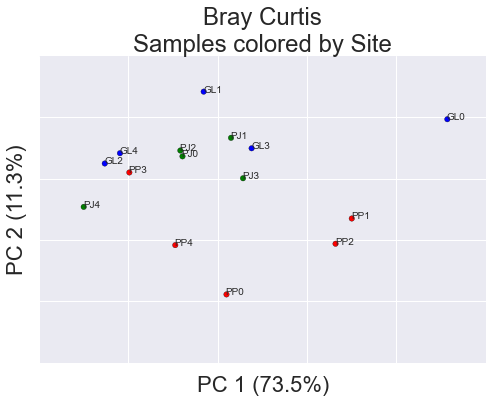 Bray Curtis
Samples colored by Site
GL1
GL0
PJ1
GL3
PJ2
PJ0
GL4
GL2
PP3
PJ3
PJ4
PP1
PP2
PP4
PP0
PC 2 (11.3%)
PC 1 (73.5%)